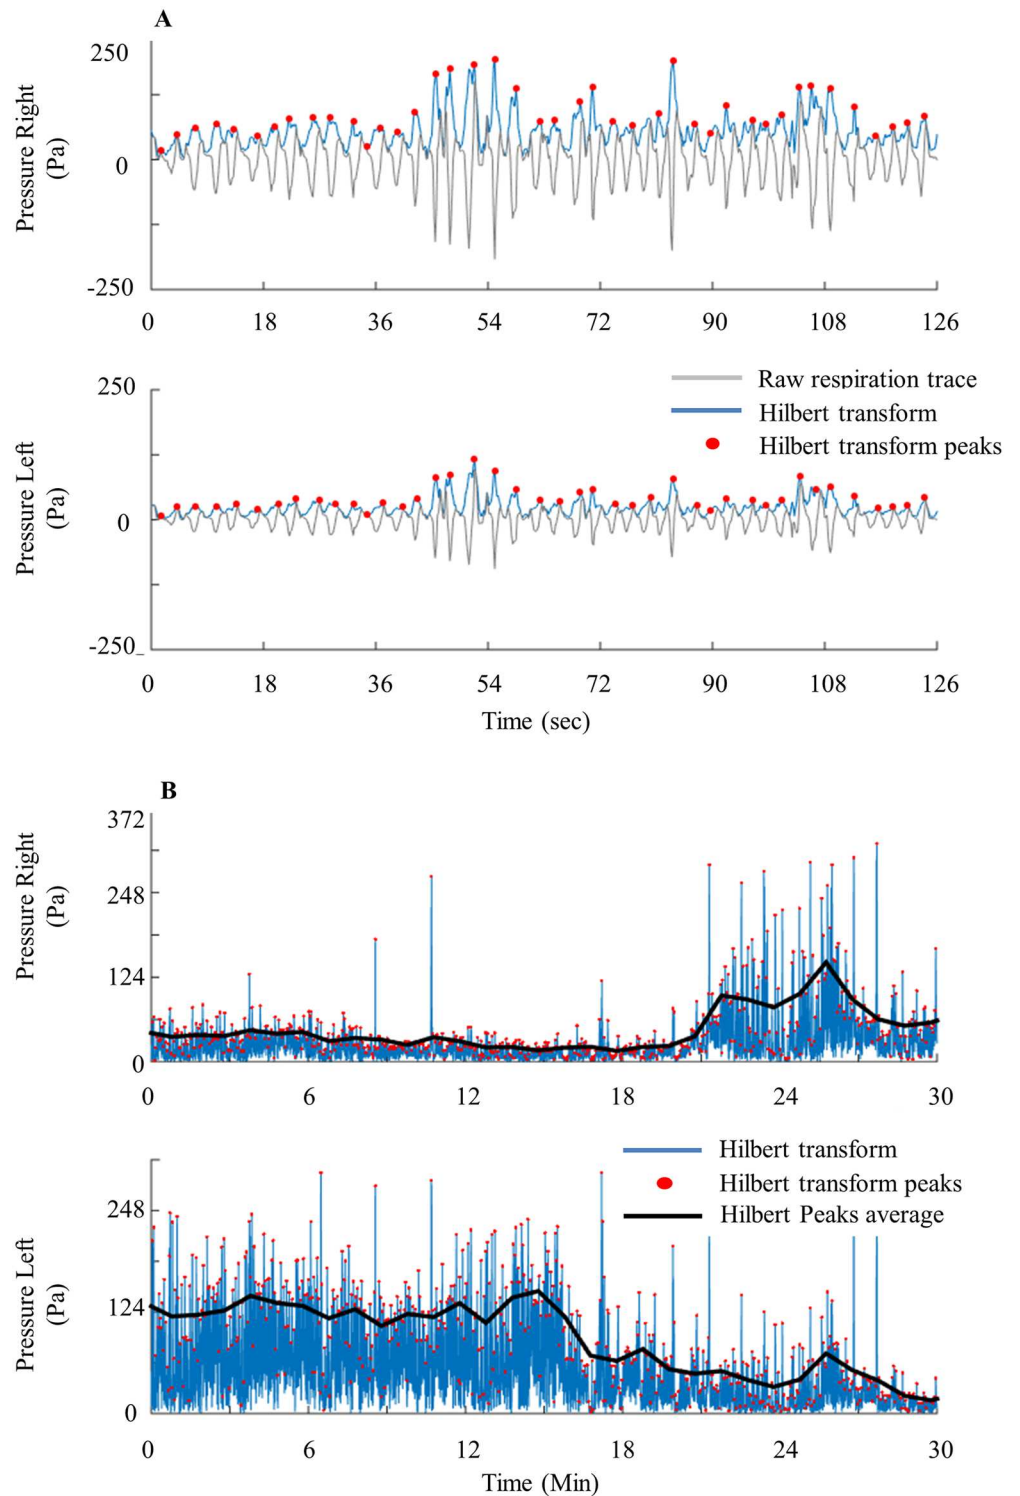 A
Pressure Right
(Pa)
250
0
-250
0 18 36 54 72 90 108 126
Pressure Left
(Pa)
250
0
-250
Raw respiration trace
Hilbert transform
Hilbert transform peaks
0 18 36 54 72 90 108 126
Time (sec)
B
Pressure Right
(Pa)
372
248
124
0
0 6 12 18 24 30
Pressure Left
(Pa)
248
124
0
Hilbert transform
Hilbert transform peaks
Hilbert Peaks average
0 6 12 18 24 30
Time (Min)